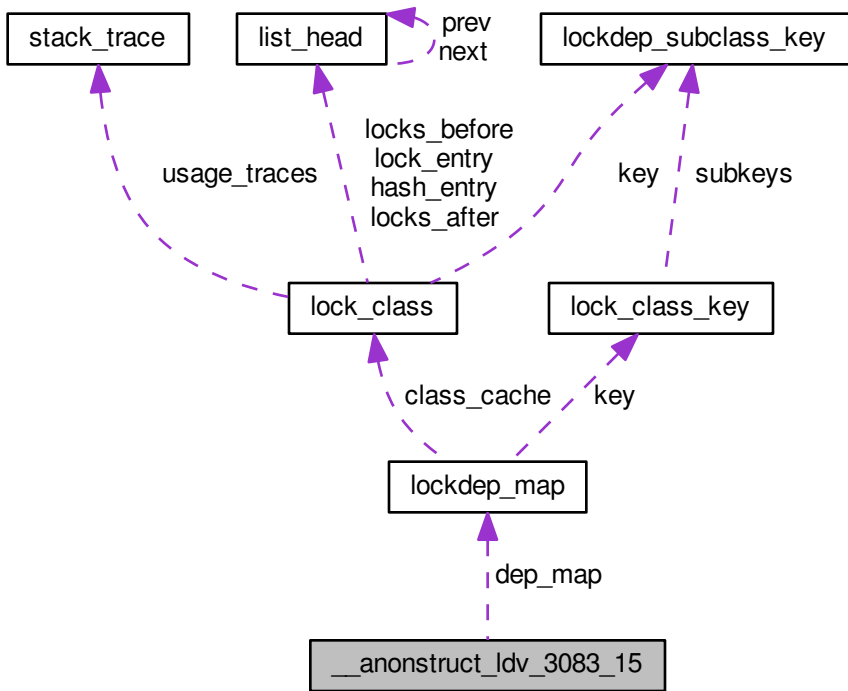 stack_trace
list_head
prev
next
lockdep_subclass_key
usage_traces
locks_before
lock_entry
hash_entry
locks_after
key
subkeys
lock_class
lock_class_key
class_cache
key
lockdep_map
dep_map
__anonstruct_ldv_3083_15